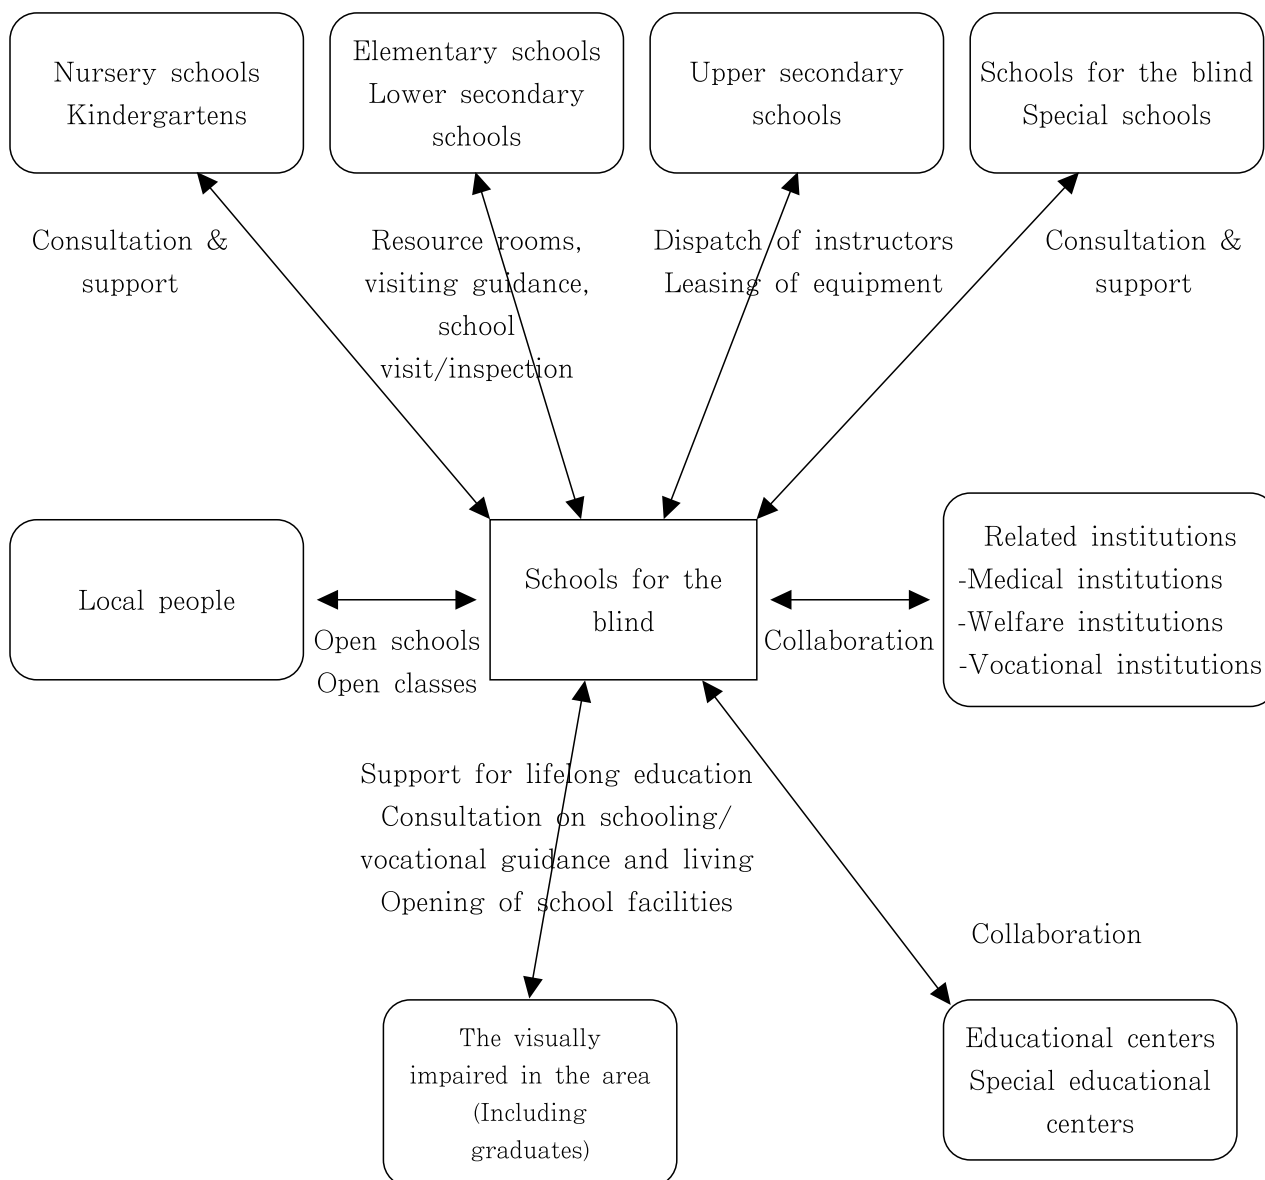 Nursery schools
Kindergartens
Elementary schools
Lower secondary
schools
Upper secondary
schools
Schools for the blind
Special schools
Consultation &
support
Resource rooms,
visiting guidance,
school
visit/inspection
Dispatch of instructors
Leasing of equipment
Consultation &
support
Local people
Open schools
Open classes
Schools for the
blind
Collaboration
Related institutions
-Medical institutions
-Welfare institutions
-Vocational institutions
Support for lifelong education
Consultation on schooling/
vocational guidance and living
Opening of school facilities
Collaboration
The visually
impaired in the area
(Including
graduates)
Educational centers
Special educational
centers